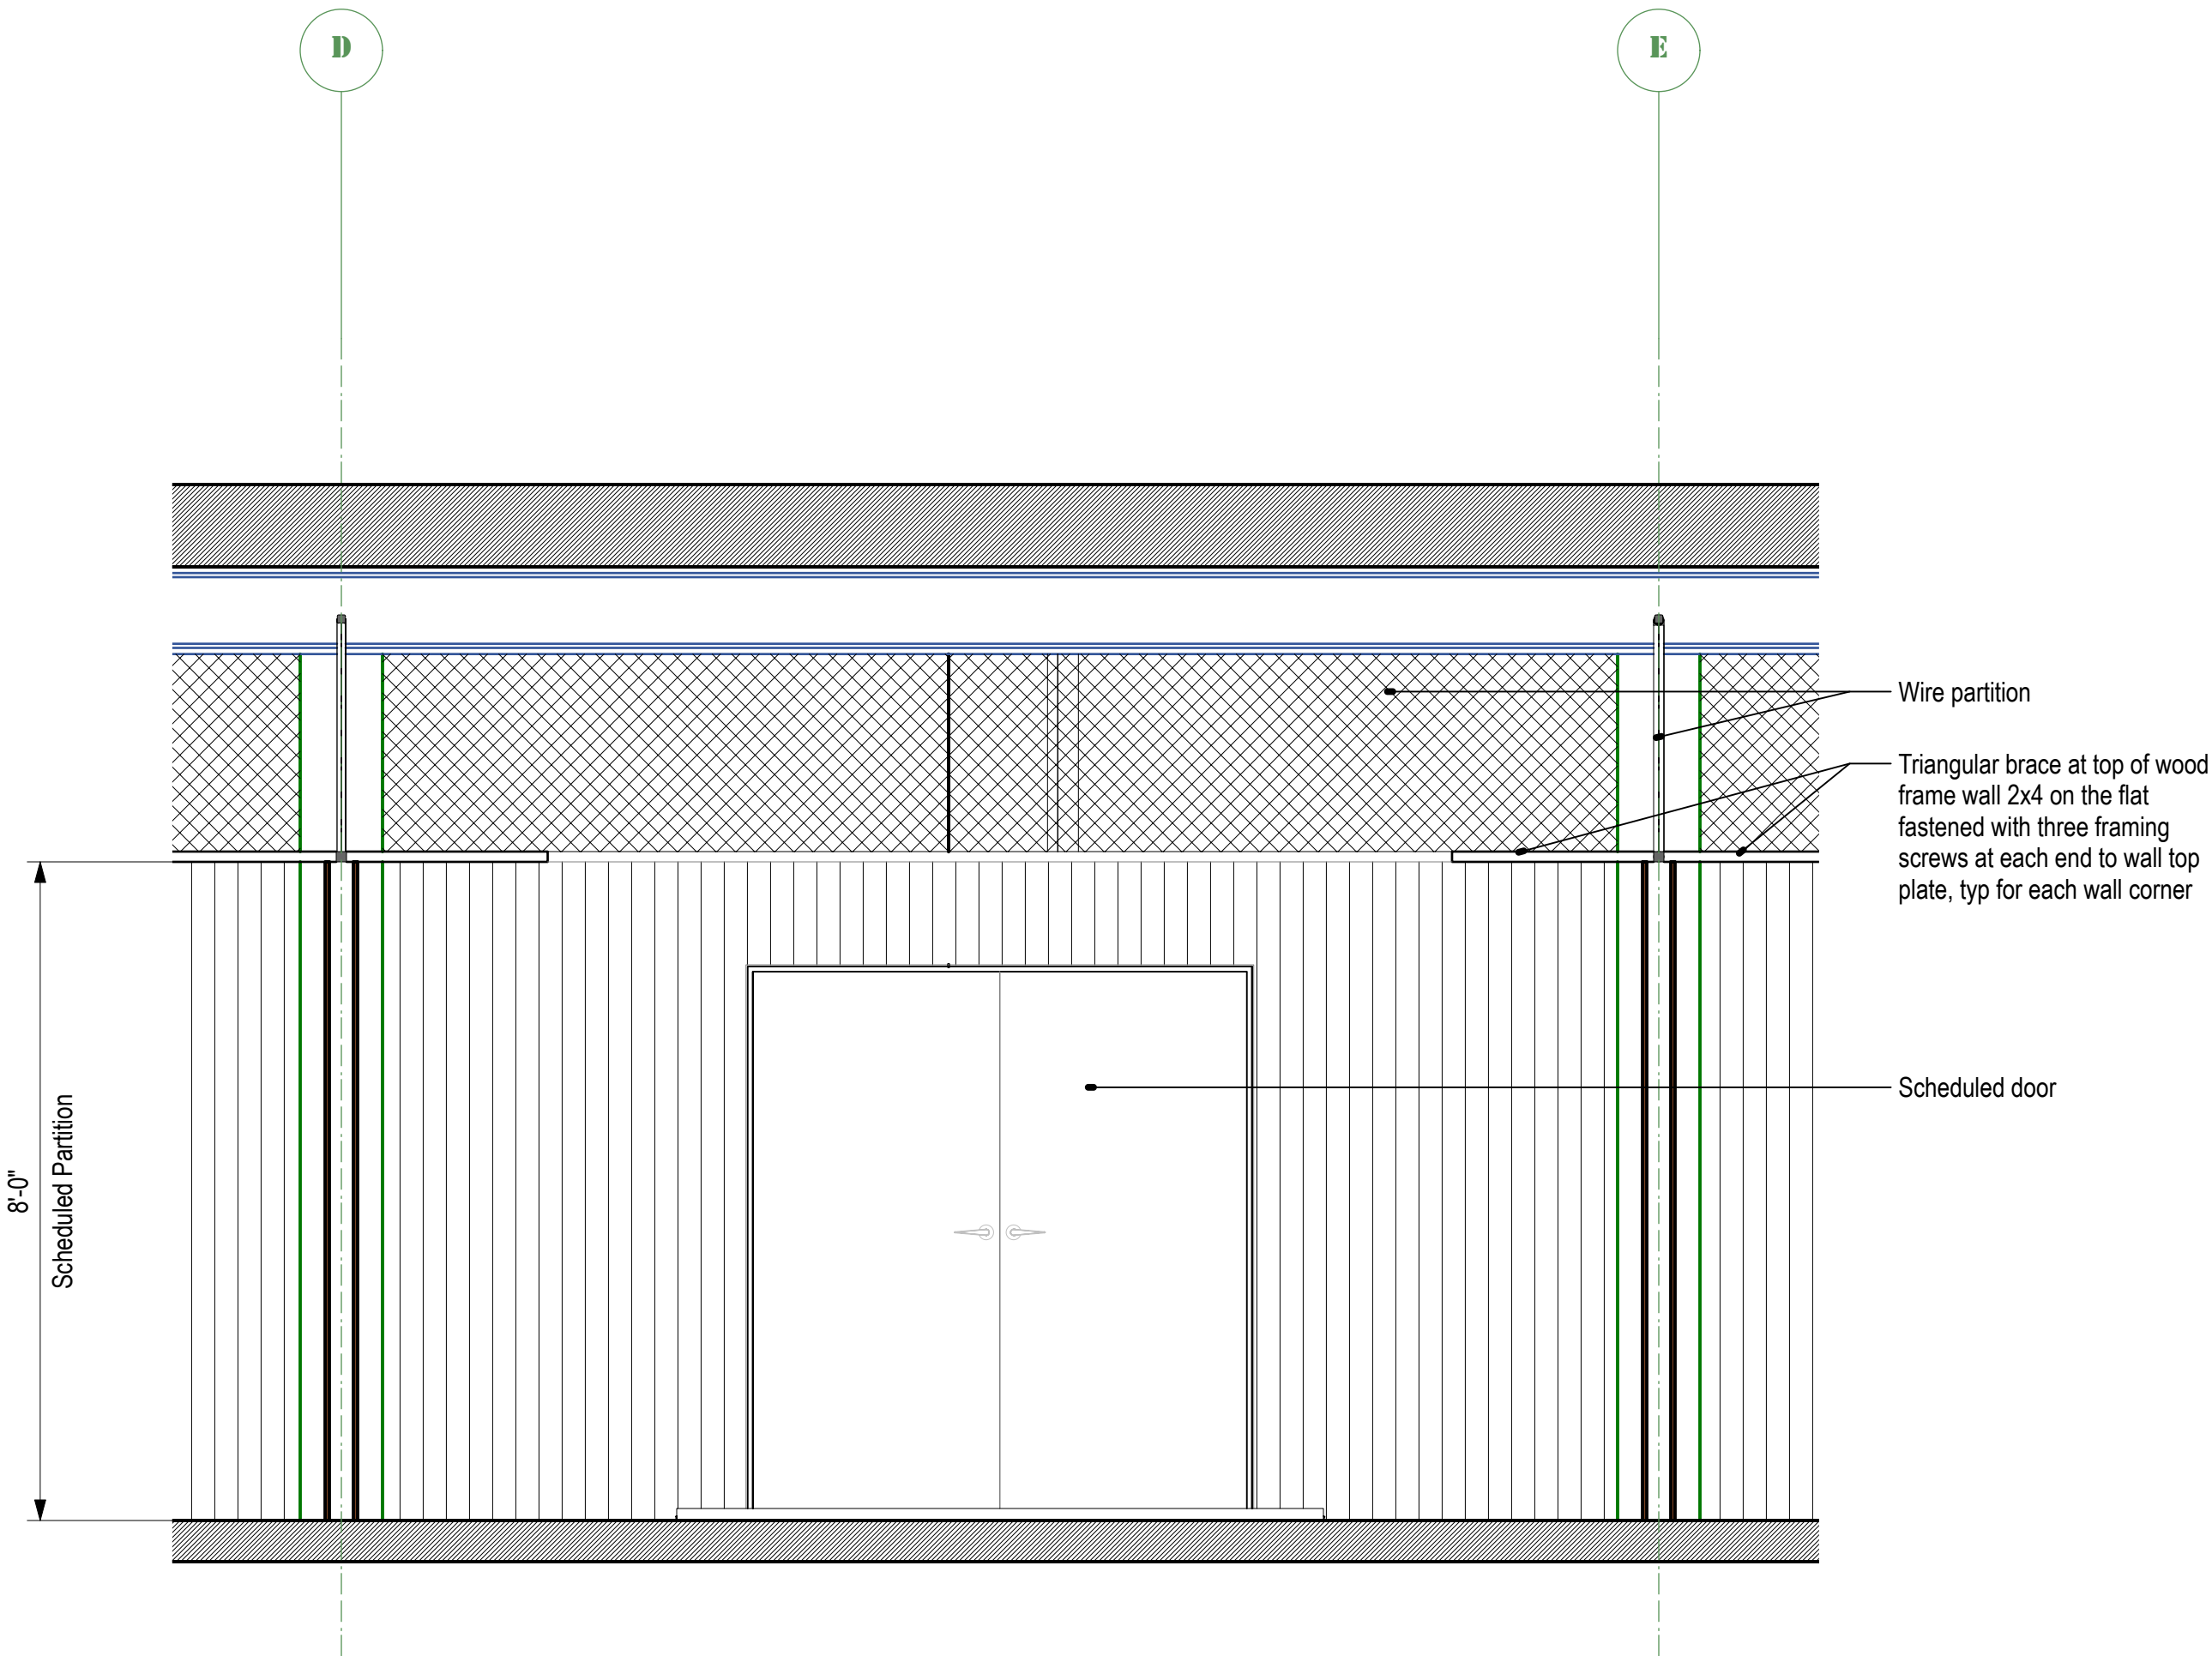 D
E
Wire partition
Triangular brace at top of wood
frame wall 2x4 on the flat
fastened with three framing
screws at each end to wall top
plate, typ for each wall corner
Scheduled door
8'-0"
Scheduled Partition